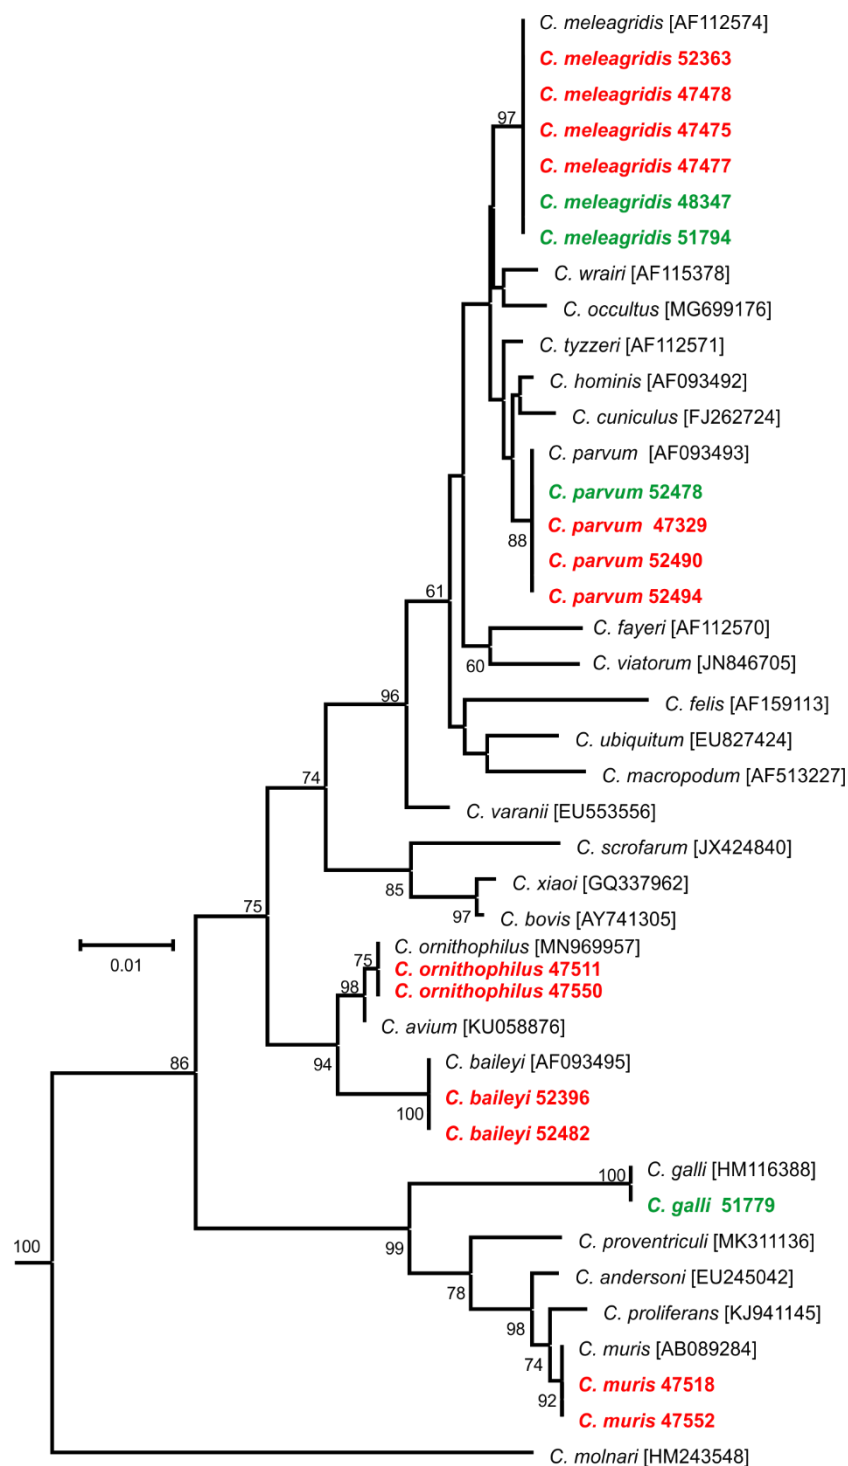 C. meleagridis [AF112574]
C. meleagridis 52363
C. meleagridis 47478
97
C. meleagridis 47475
C. meleagridis 47477
C. meleagridis 48347
C. meleagridis 51794
C. wrairi [AF115378]
C. occultus [MG699176]
C. tyzzeri [AF112571]
C. hominis [AF093492]
C. cuniculus [FJ262724]
C. parvum [AF093493]
C. parvum 52478
C. parvum 47329
88
C. parvum 52490
61
C. parvum 52494
C. fayeri [AF112570]
60
C. viatorum [JN846705]
96
C. felis [AF159113]
C. ubiquitum [EU827424]
74
C. macropodum [AF513227]
C. varanii [EU553556]
C. scrofarum [JX424840]
85
C. xiaoi [GQ337962]
75
97
C. bovis [AY741305]
0.01
C. ornithophilus [MN969957]
75
C. ornithophilus 47511
98
C. ornithophilus 47550
C. avium [KU058876]
86
94
C. baileyi [AF093495]
C. baileyi 52396
100
C. baileyi 52482
C. galli [HM116388]
100
C. galli 51779
100
99
C. proventriculi [MK311136]
78
C. andersoni [EU245042]
98
C. proliferans [KJ941145]
74
C. muris [AB089284]
92
C. muris 47518
C. muris 47552
C. molnari [HM243548]